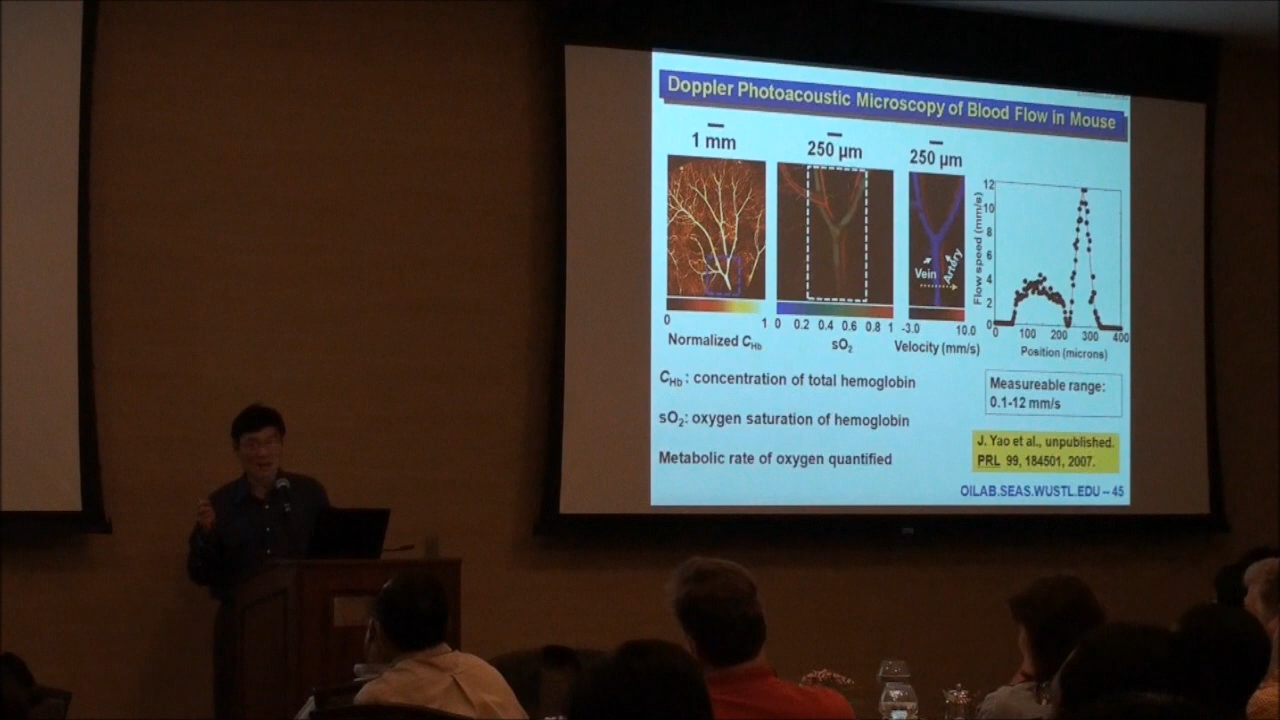 Doppler Photoacoustic Microscopy of Blood Flow in Mouse
1 mm
250 µm
250 µm
0 1
Normalized CHb
0 0.2 0.4 0.6 0.8 1
sO2
Vein
Artery
-3.0 10.0
Velocity (mm/s)
Flow speed (mm/s)
12
10
8
6
4
2
0
0 100 200 300 400
Position (microns)
CHb : concentration of total hemoglobin
sO2: oxygen saturation of hemoglobin
Metabolic rate of oxygen quantified
Measureable range:
0.1-12 mm/s
J. Yao et al., unpublished.
PRL 99, 184501, 2007.
OILAB.SEAS.WUSTL.EDU – 45